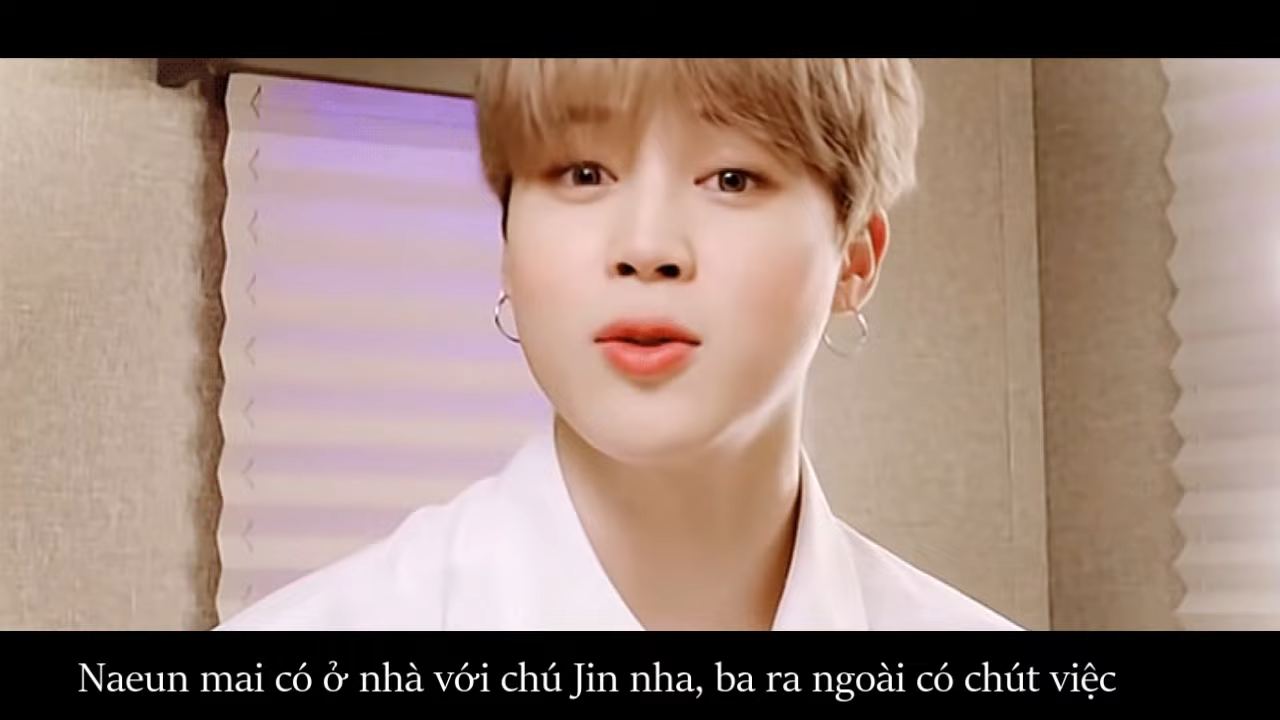 Naeun mai có ở nhà với chú Jin nha, ba ra ngoài có chút việc